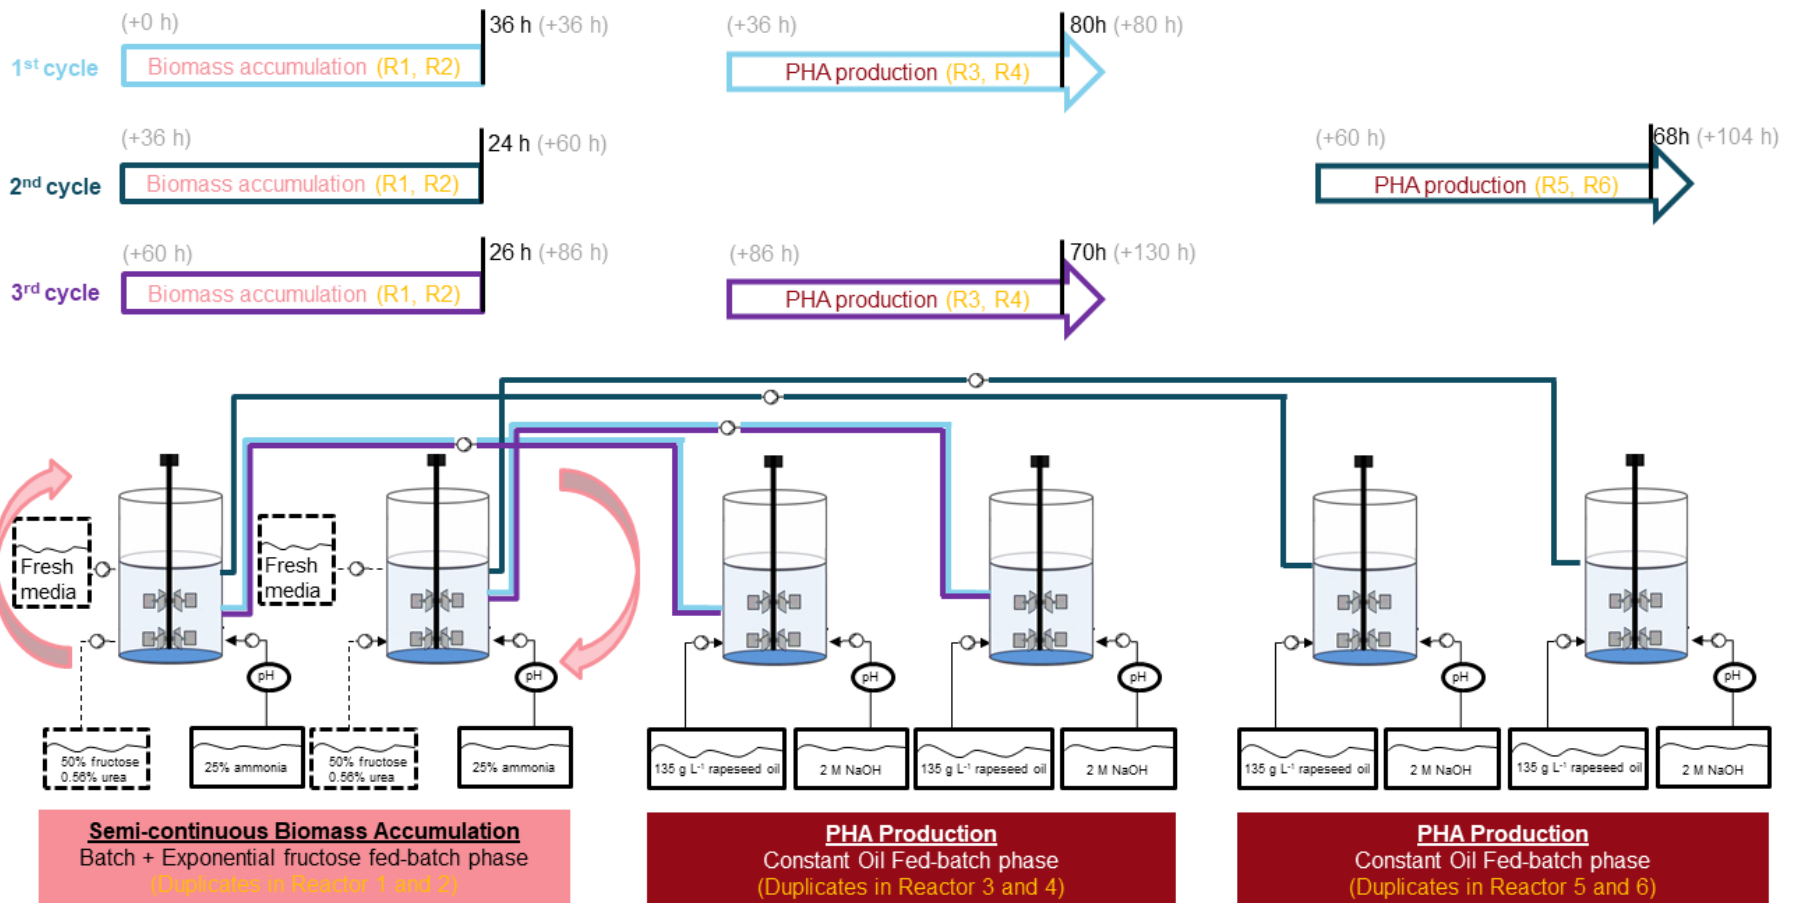 (+0 h)
36 h (+36 h)
(+36 h)
80h (+80 h)
1st cycle
Biomass accumulation (R1, R2)
PHA production (R3, R4)
(+36 h)
24 h (+60 h)
(+60 h)
68h (+104 h)
2nd cycle
Biomass accumulation (R1, R2)
PHA production (R5, R6)
(+60 h)
26 h (+86 h)
(+86 h)
70h (+130 h)
3rd cycle
Biomass accumulation (R1, R2)
PHA production (R3, R4)
Fresh
media
Fresh
media
pH
pH
pH
pH
pH
pH
50% fructose
0.56% urea
25% ammonia
50% fructose
0.56% urea
25% ammonia
135 g L-1 rapeseed oil
2 M NaOH
135 g L-1 rapeseed oil
2 M NaOH
135 g L-1 rapeseed oil
2 M NaOH
135 g L-1 rapeseed oil
2 M NaOH
Semi-continuous Biomass Accumulation
Batch + Exponential fructose fed-batch phase
(Duplicates in Reactor 1 and 2)
PHA Production
Constant Oil Fed-batch phase
(Duplicates in Reactor 3 and 4)
PHA Production
Constant Oil Fed-batch phase
(Duplicates in Reactor 5 and 6)